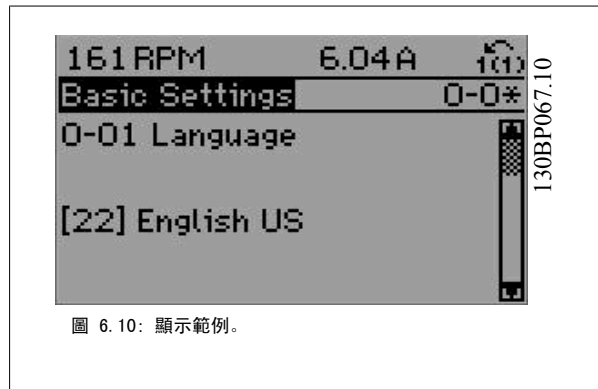 161 RPM 6.04 A 1(1)
Basic Settings 0-0*
0-01 Language
[22] English US
130BP067.10
圖 6.10: 顯示範例。